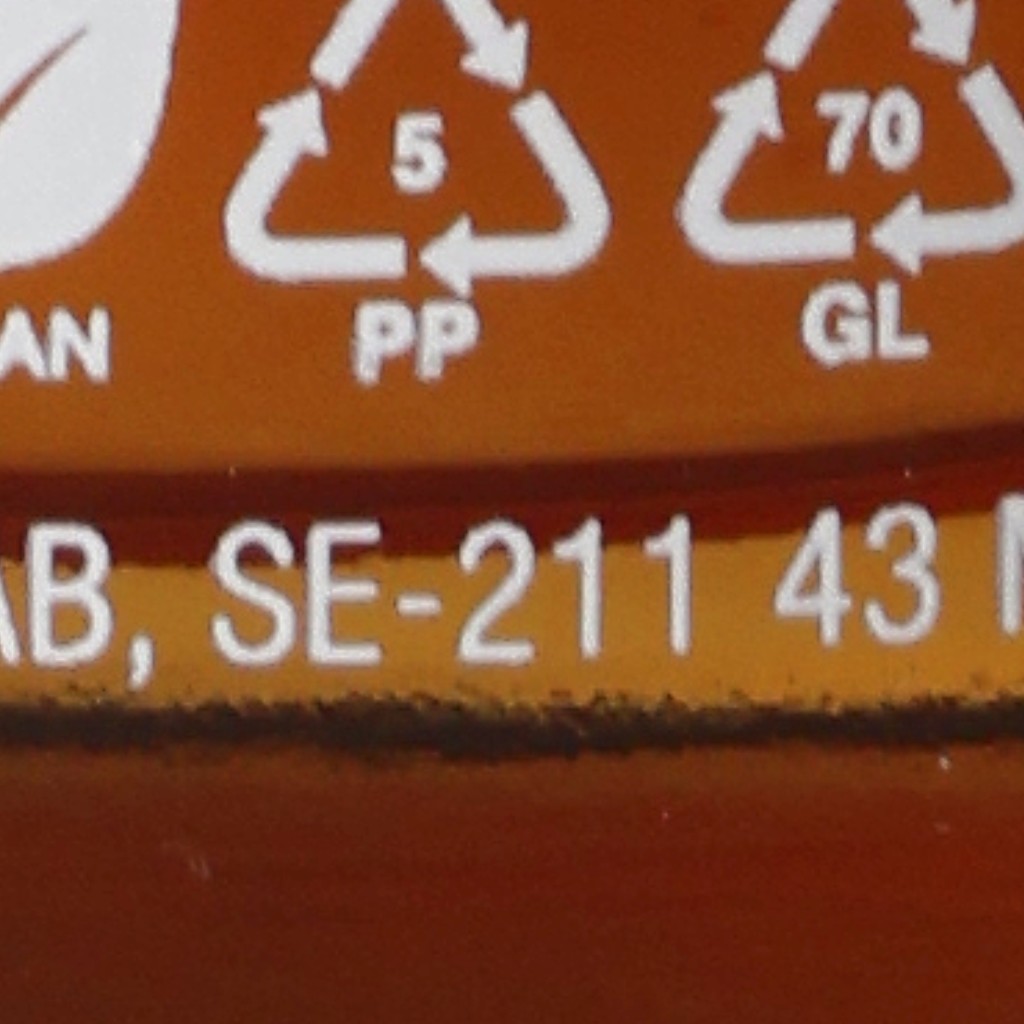 5 70
AN PP GL
AB, SE-211 43